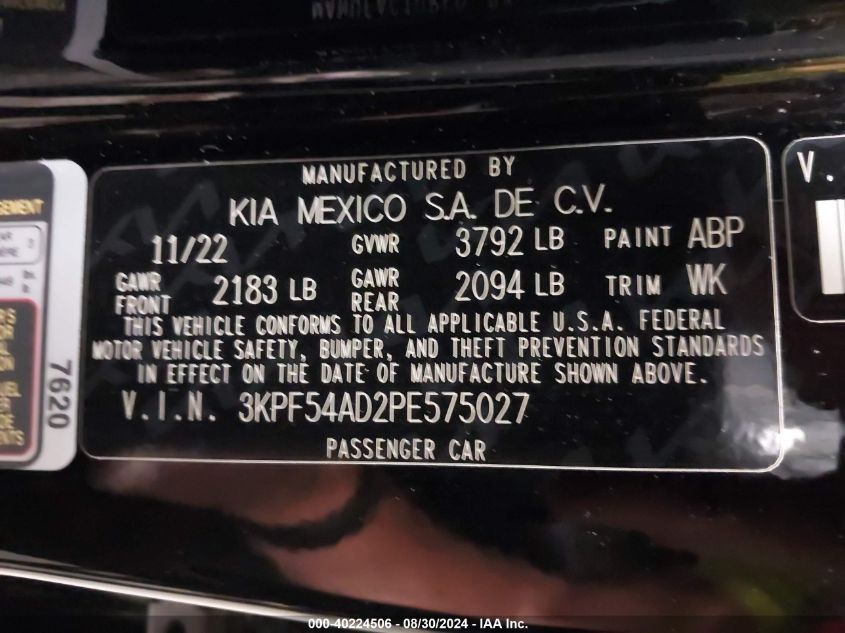 MANUFACTURED BY
KIA MEXICO S.A. DE C.V.
11/22 GVWR 3792 LB PAINT ABP
GAWR FRONT 2183 LB GAWR REAR 2094 LB TRIM WK
THIS VEHICLE CONFORMS TO ALL APPLICABLE U.S.A. FEDERAL
MOTOR VEHICLE SAFETY, BUMPER, AND THEFT PREVENTION STANDARDS
IN EFFECT ON THE DATE OF MANUFACTURE SHOWN ABOVE.
V.I.N. 3KPF54AD2PE575027
PASSENGER CAR
7620
V.
000-40224506 - 08/30/2024 - IAA Inc.